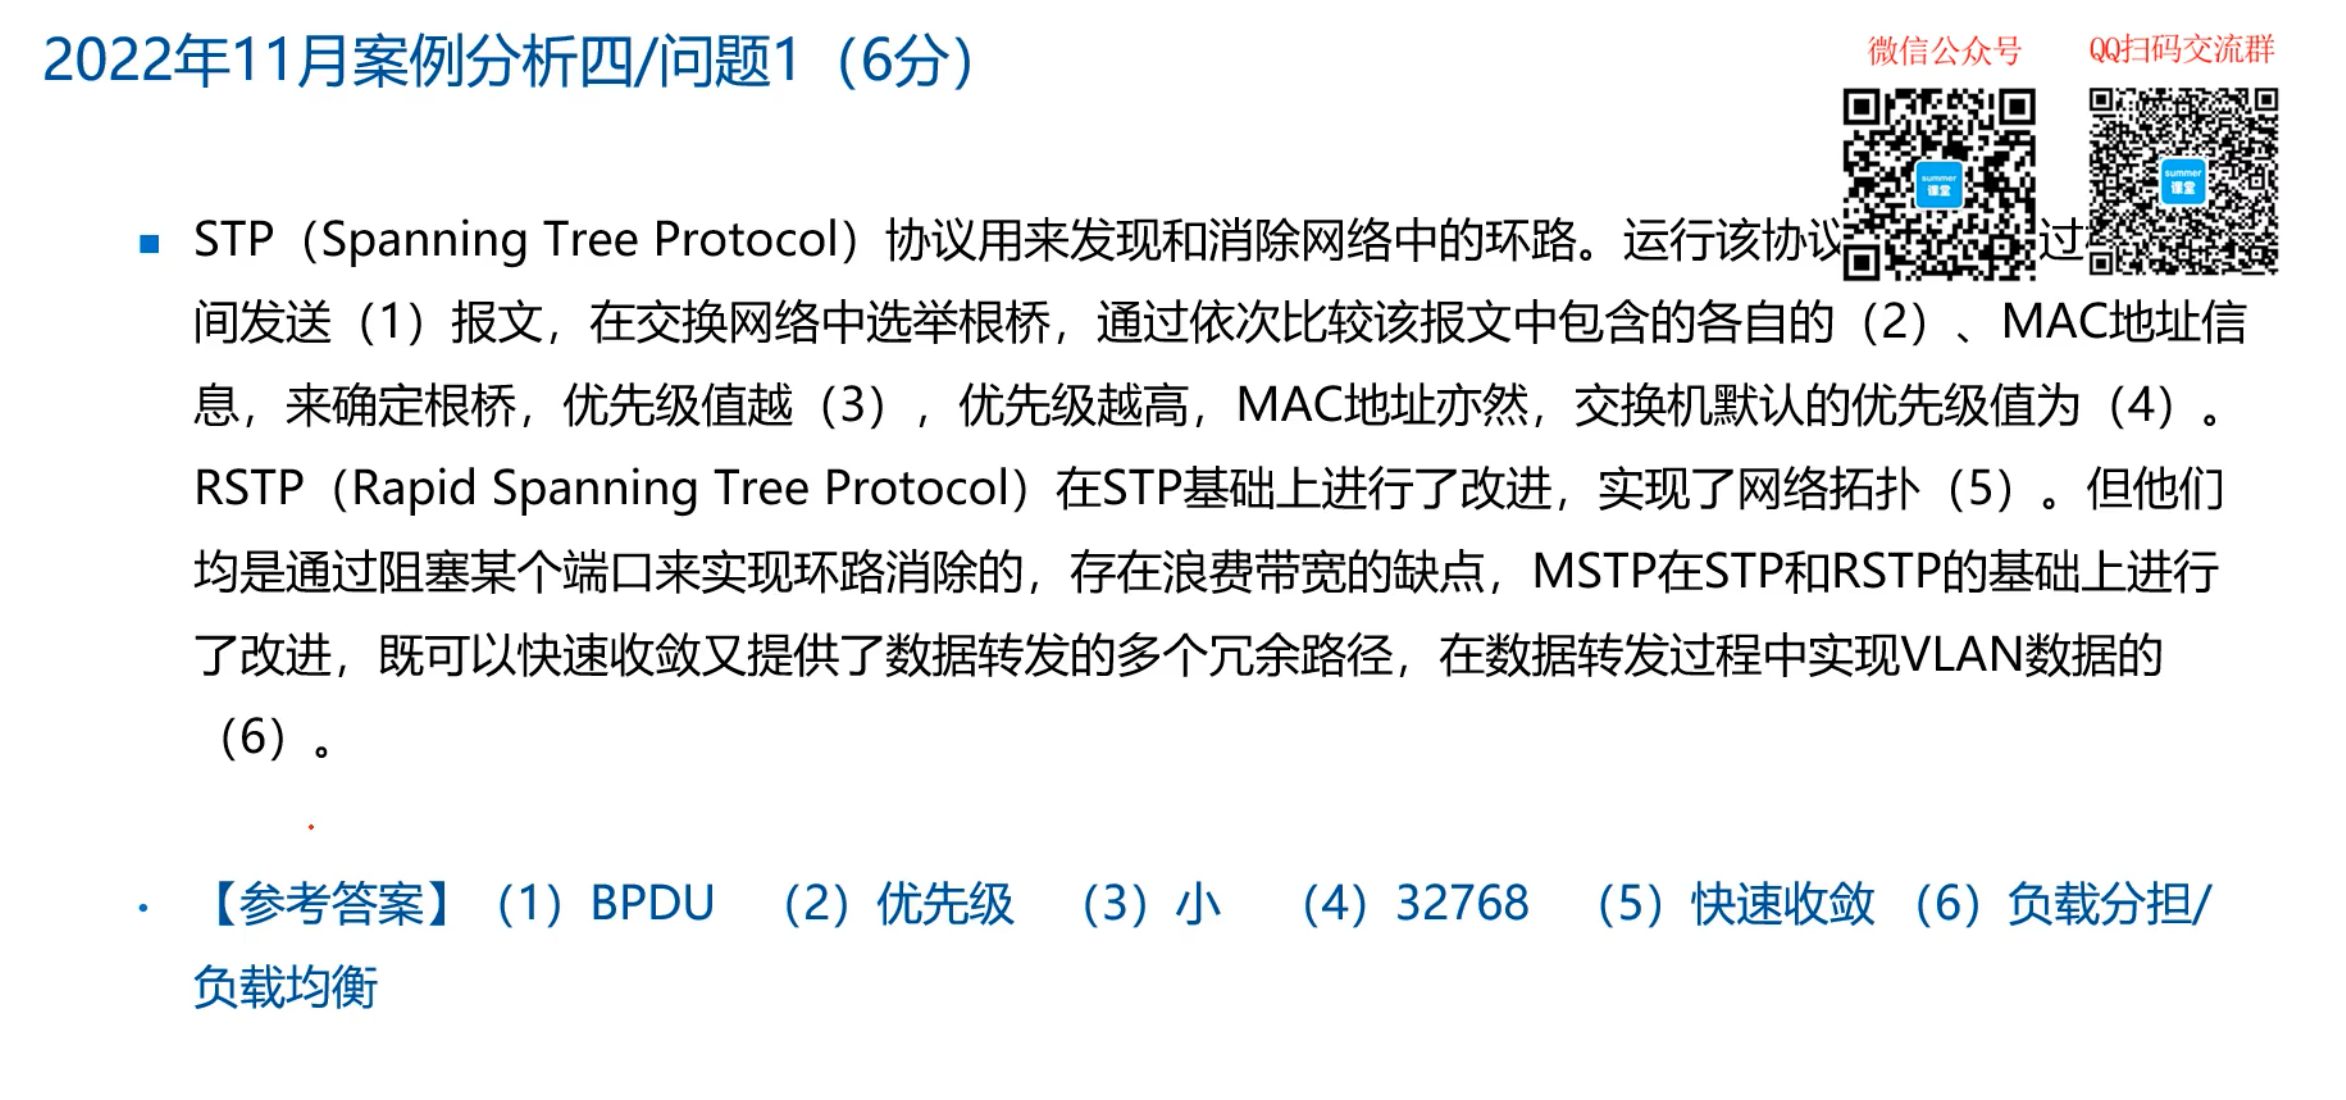 2022年11月案例分析四/问题1（6分）
微信公众号
QQ扫码交流群
summer
课堂
summer
课堂
■ STP（Spanning Tree Protocol）协议用来发现和消除网络中的环路。运行该协议 过
间发送（1）报文，在交换网络中选举根桥，通过依次比较该报文中包含的各自的（2）、MAC地址信
息，来确定根桥，优先级值越（3），优先级越高，MAC地址亦然，交换机默认的优先级值为（4）。
RSTP（Rapid Spanning Tree Protocol）在STP基础上进行了改进，实现了网络拓扑（5）。但他们
均是通过阻塞某个端口来实现环路消除的，存在浪费带宽的缺点，MSTP在STP和RSTP的基础上进行
了改进，既可以快速收敛又提供了数据转发的多个冗余路径，在数据转发过程中实现VLAN数据的
（6）。
• 【参考答案】（1）BPDU （2）优先级 （3）小 （4）32768 （5）快速收敛 （6）负载分担/
负载均衡